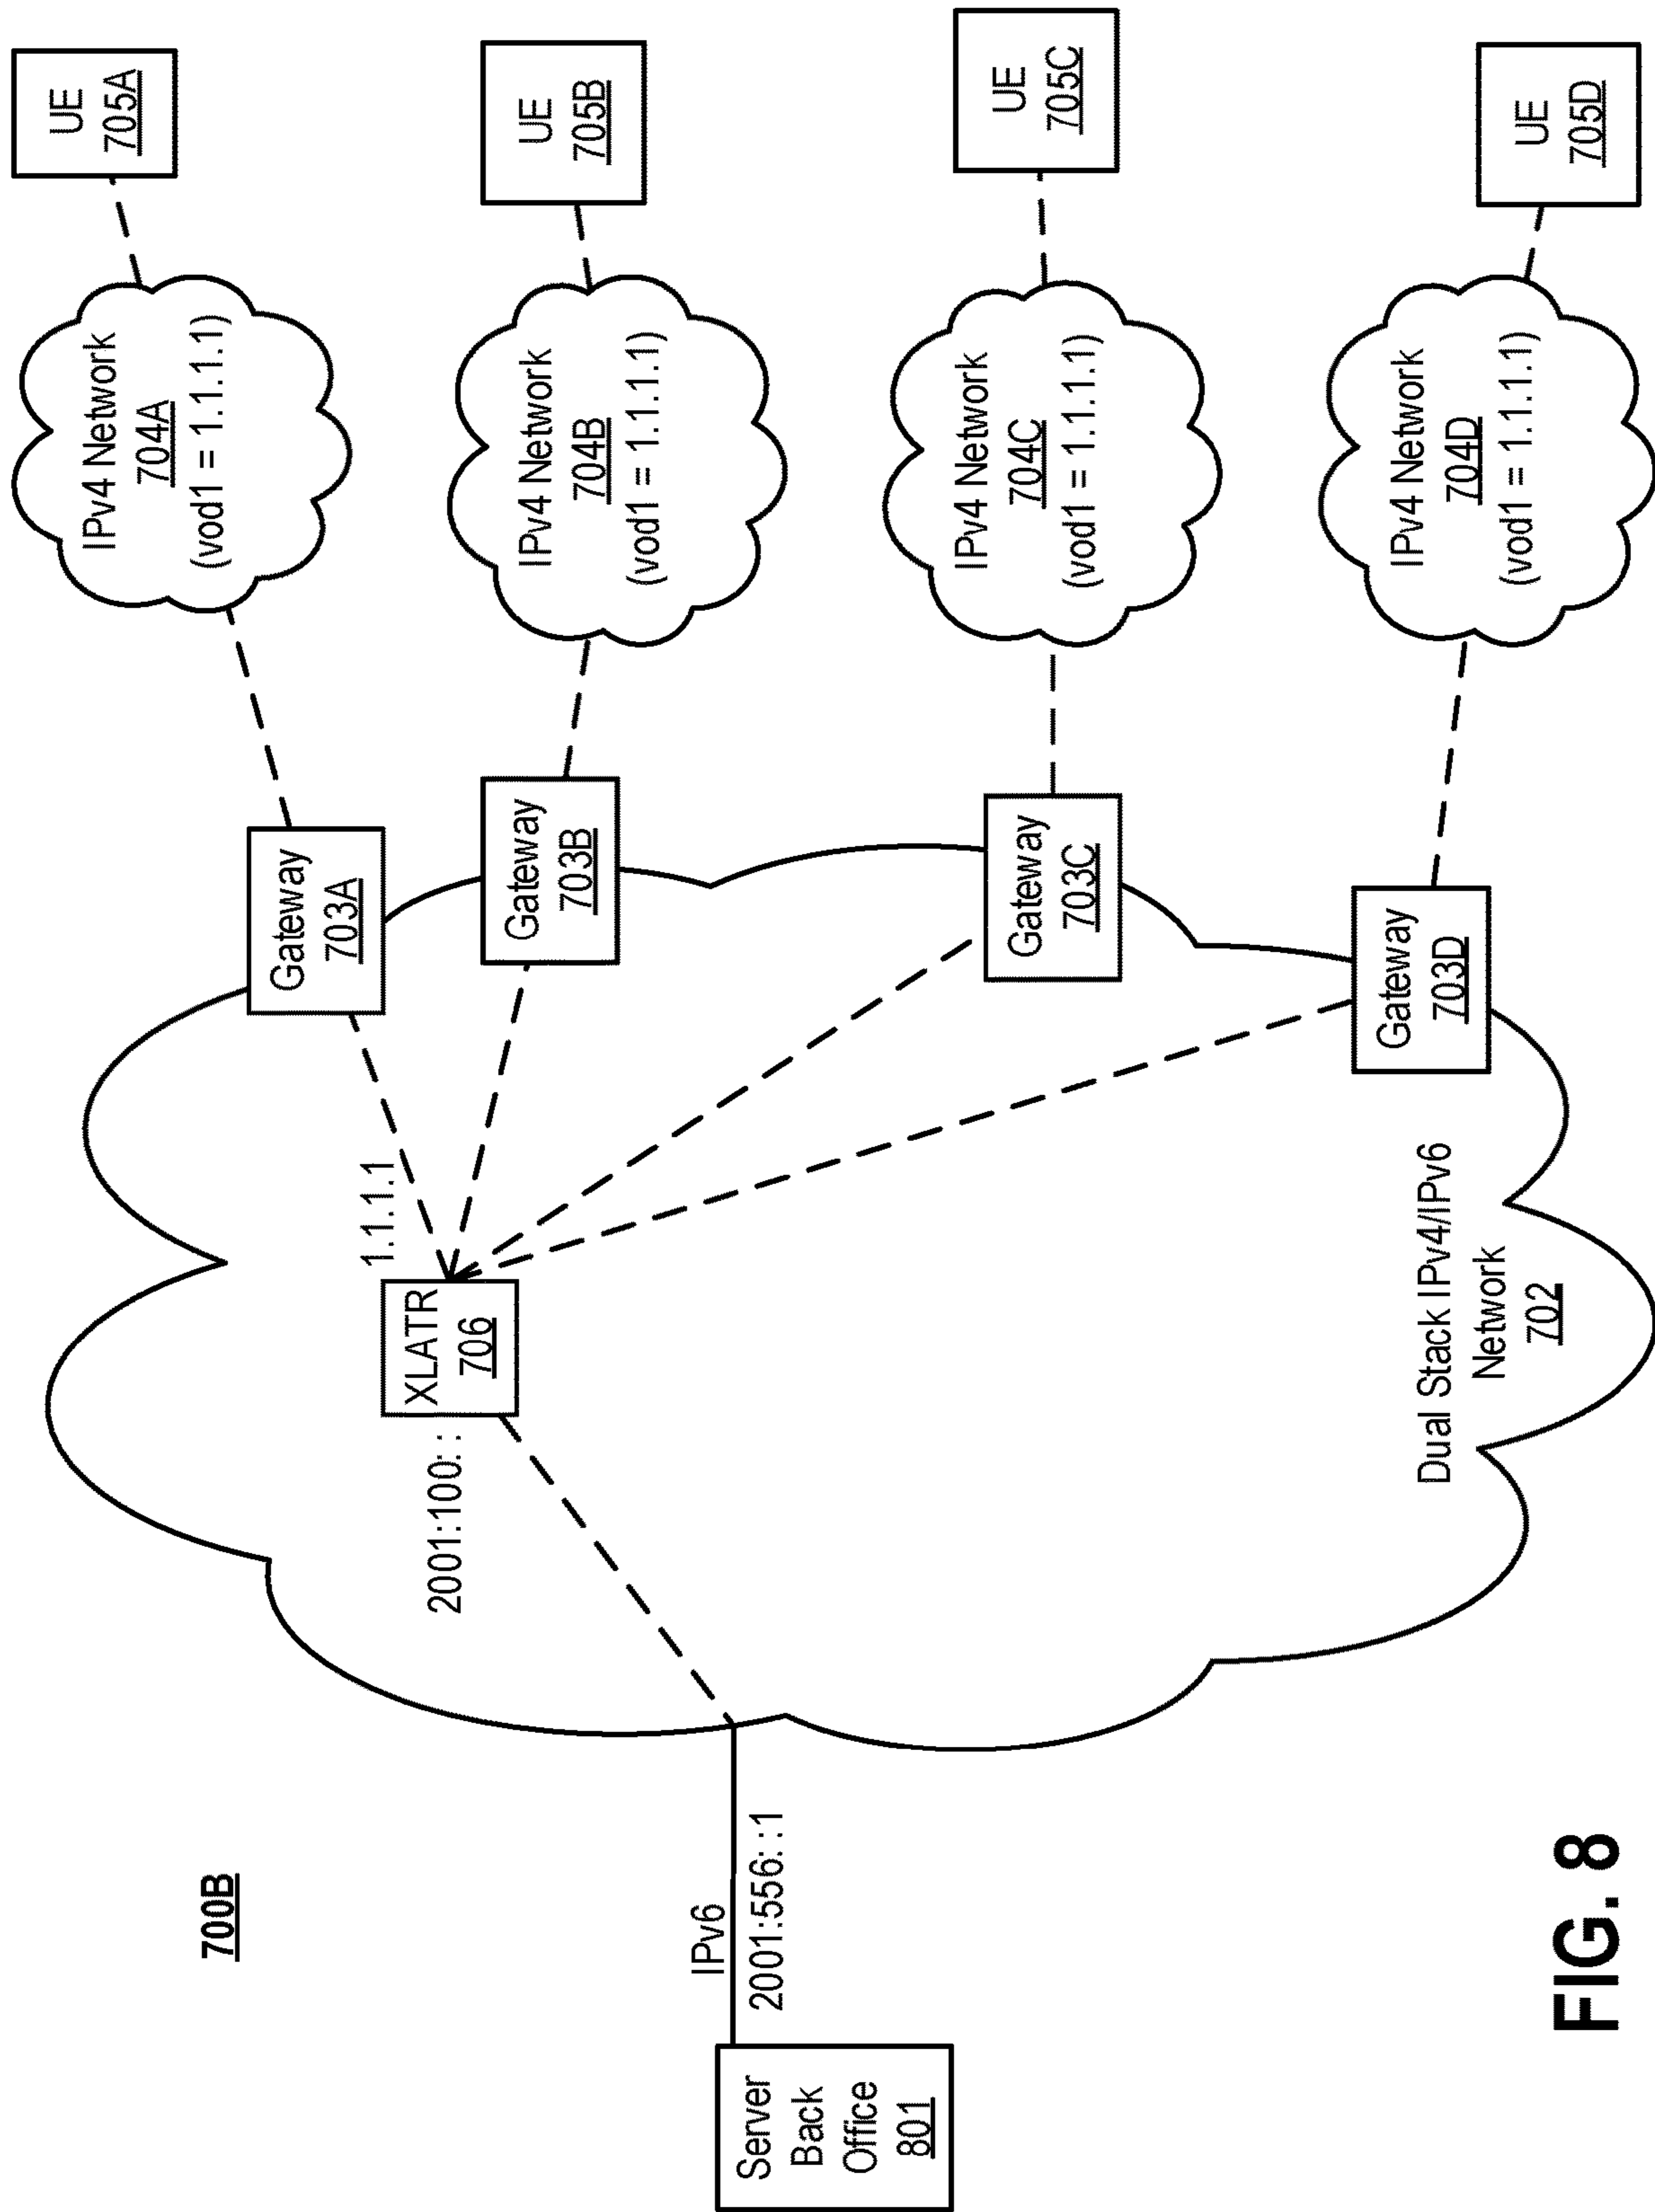 700B
Server
Back
Office
801
IPv6
2001:556: :1
2001:100: :
XLATR
706
1.1.1.1
Dual Stack IPv4/IPv6
Network
702
Gateway
703A
Gateway
703B
Gateway
703C
Gateway
703D
IPv4 Network
704A
(vod1 = 1.1.1.1)
IPv4 Network
704B
(vod1 = 1.1.1.1)
IPv4 Network
704C
(vod1 = 1.1.1.1)
IPv4 Network
704D
(vod1 = 1.1.1.1)
UE
705A
UE
705B
UE
705C
UE
705D
FIG. 8